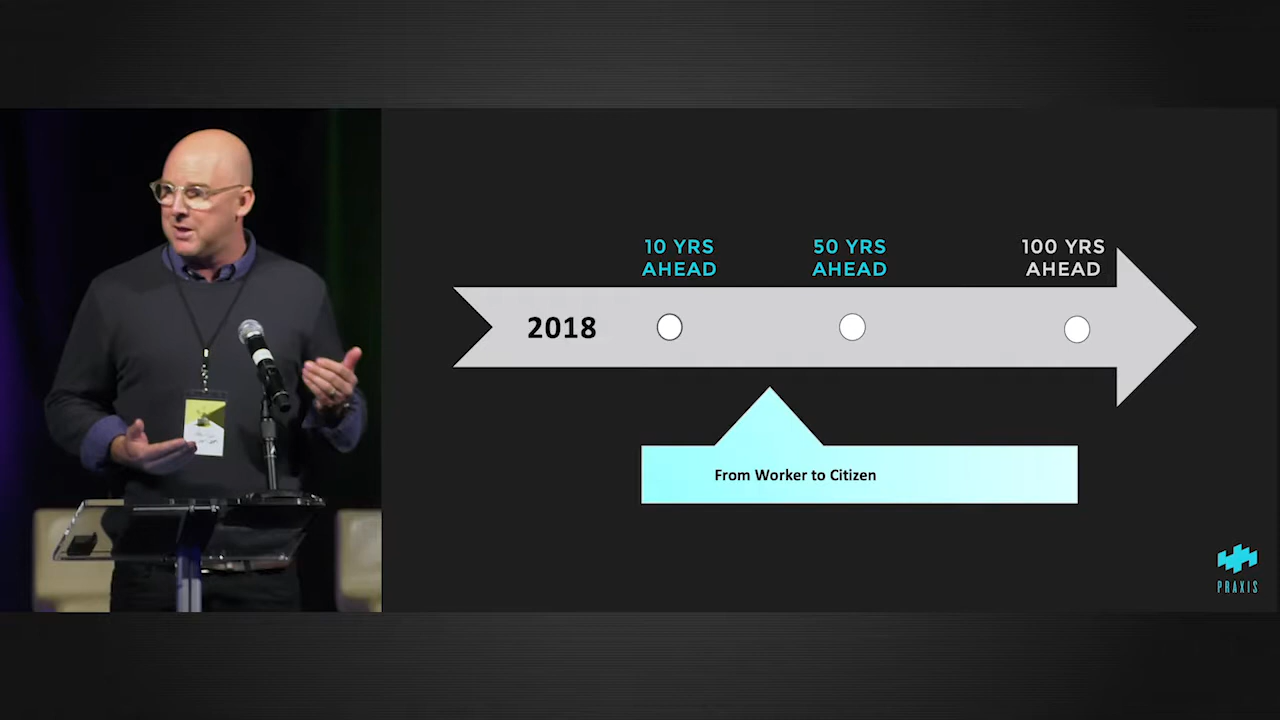 10 YRS
AHEAD
50 YRS
AHEAD
100 YRS
AHEAD
2018
From Worker to Citizen
PRAXIS